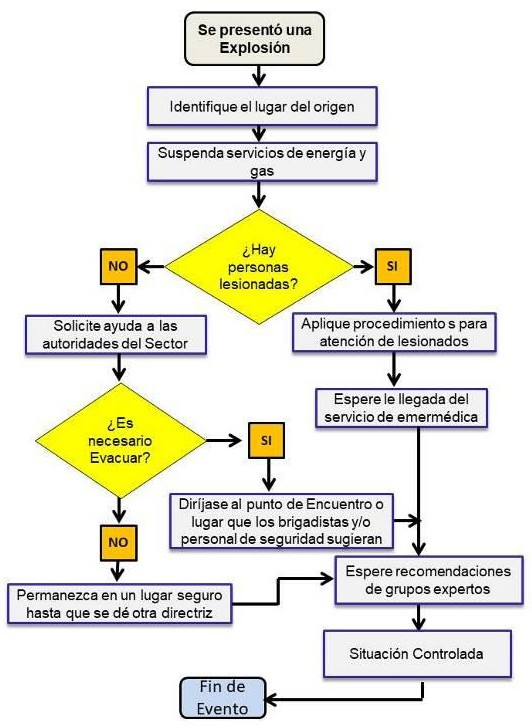 Se presentó una
Explosión
Identifique el lugar del origen
Suspenda servicios de energía y
gas
¿Hay
personas
lesionadas?
NO
SI
Solicite ayuda a las
autoridades del Sector
Aplique procedimiento s para
atención de lesionados
Espere le llegada del
servicio de emermédica
¿Es
necesario
Evacuar?
SI
Diríjase al punto de Encuentro o
lugar que los brigadistas y/o
personal de seguridad sugieran
NO
Permanezca en un lugar seguro
hasta que se dé otra directriz
Espere recomendaciones
de grupos expertos
Situación Controlada
Fin de
Evento